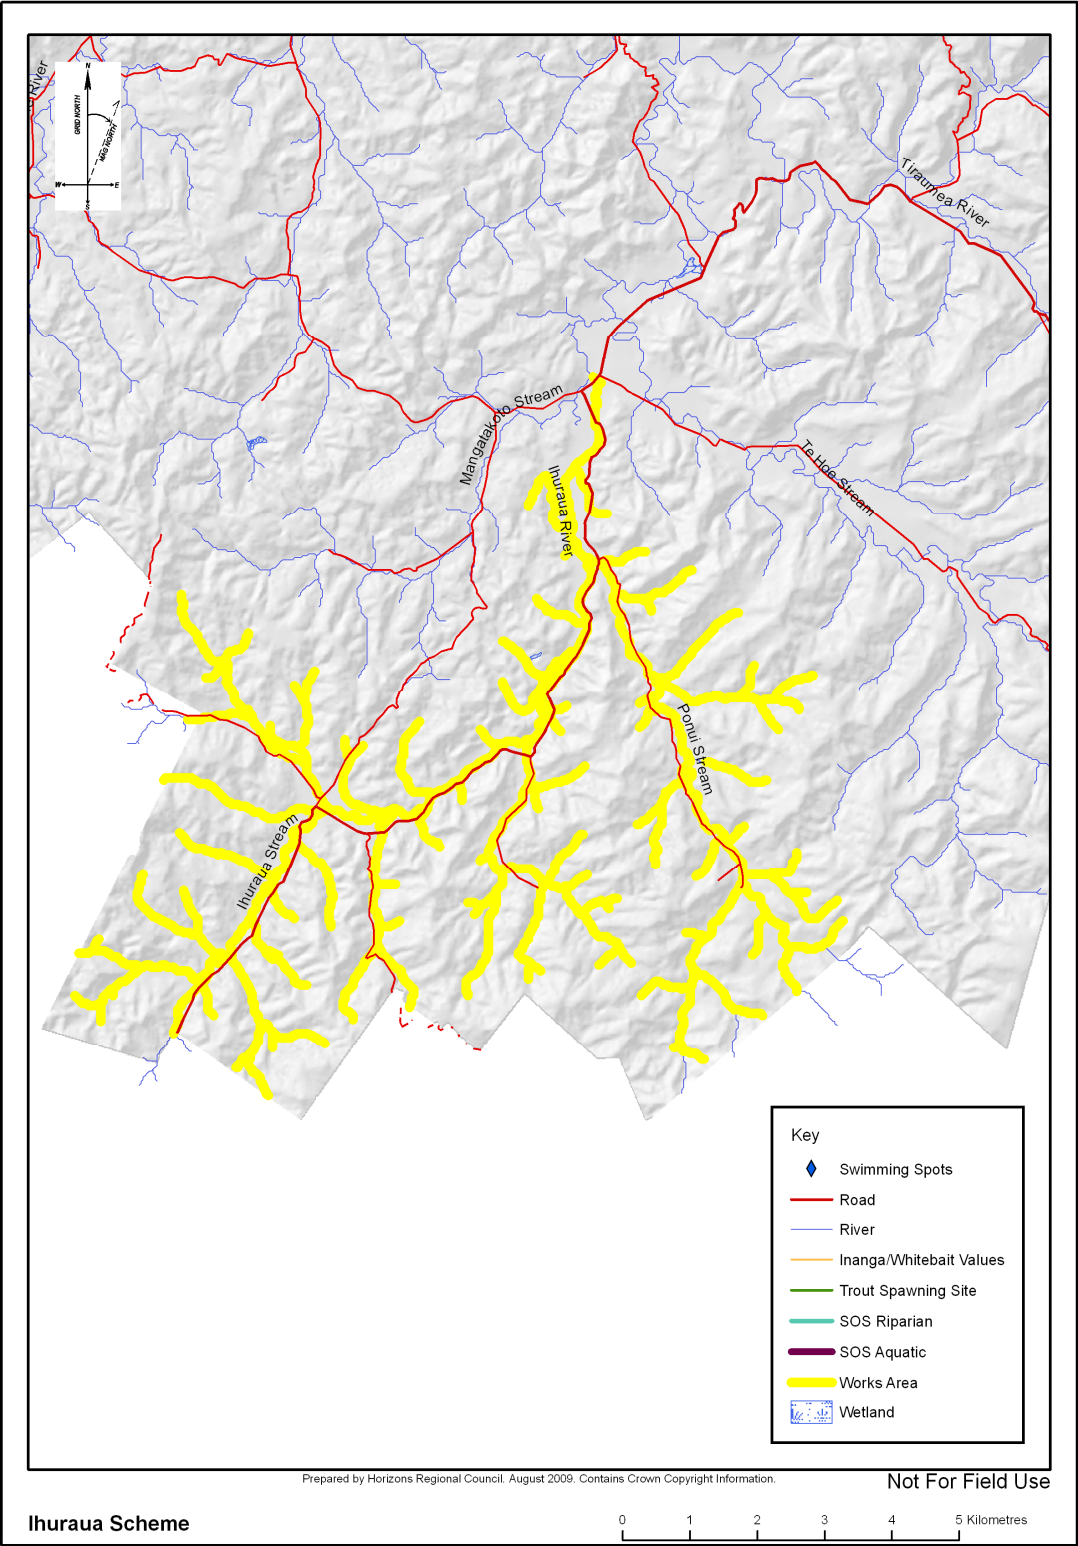 River
N
GRID NORTH
MAG NORTH
W
E
S
Tiraumea River
Mangatakoto Stream
Te Hoe Stream
Ihuraua River
Ponui Stream
Ihuraua Stream
Key
Swimming Spots
Road
River
Inanga/Whitebait Values
Trout Spawning Site
SOS Riparian
SOS Aquatic
Works Area
Wetland
Prepared by Horizons Regional Council. August 2009. Contains Crown Copyright Information.
Not For Field Use
Ihuraua Scheme
0 1 2 3 4 5 Kilometres